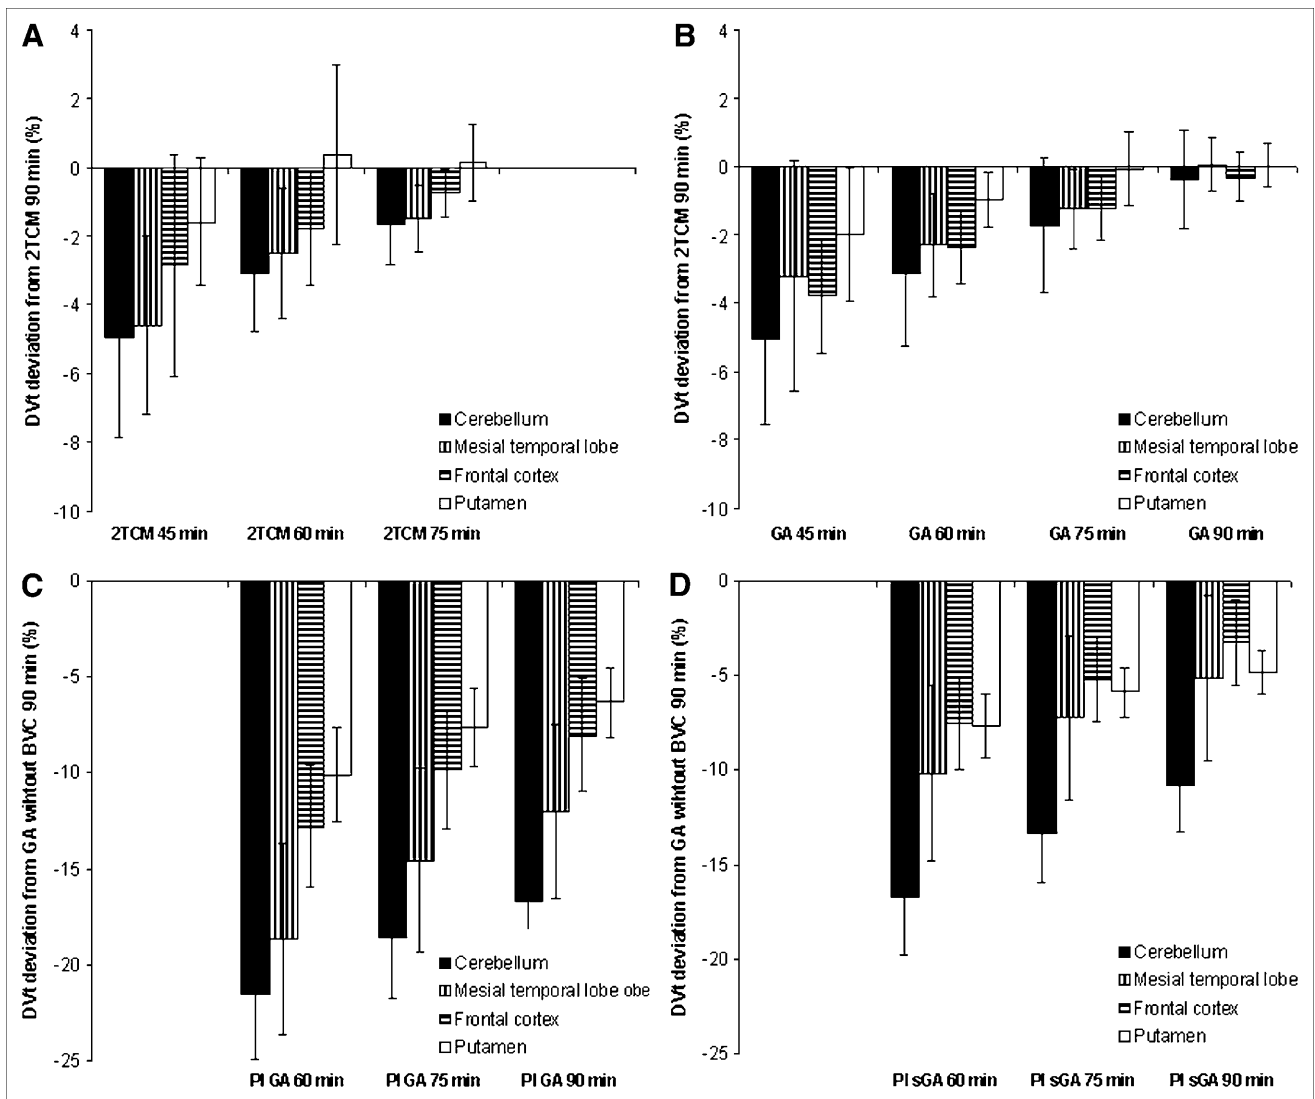 A
DVt deviation from 2TCM 90 min (%)
4
2
0
-2
-4
-6
-8
-10
Cerebellum
Mesial temporal lobe
Frontal cortex
Putamen
2TCM 45 min 2TCM 60 min 2TCM 75 min
B
DVt deviation from 2TCM 90 min (%)
4
2
0
-2
-4
-6
-8
-10
Cerebellum
Mesial temporal lobe
Frontal cortex
Putamen
GA 45 min GA 60 min GA 75 min GA 90 min
C
DVt deviation from GA wihtout BVC 90 min (%)
0
-5
-10
-15
-20
-25
Cerebellum
Mesial temporal lobe obe
Frontal cortex
Putamen
PI GA 60 min PI GA 75 min PI GA 90 min
D
DVt deviation from GA wihtout BVC 90 min (%)
0
-5
-10
-15
-20
-25
Cerebellum
Mesial temporal lobe
Frontal cortex
Putamen
PI sGA 60 min PI sGA 75 min PI sGA 90 min